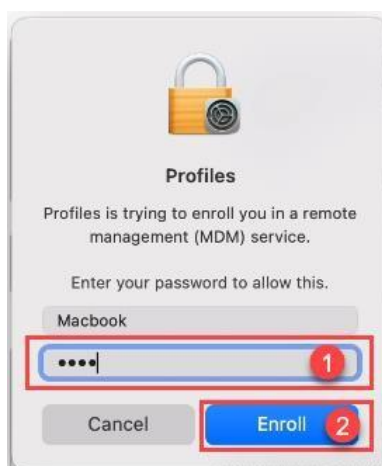 Profiles
Profiles is trying to enroll you in a remote
management (MDM) service.
Enter your password to allow this.
Macbook
••••
1
Cancel
Enroll
2